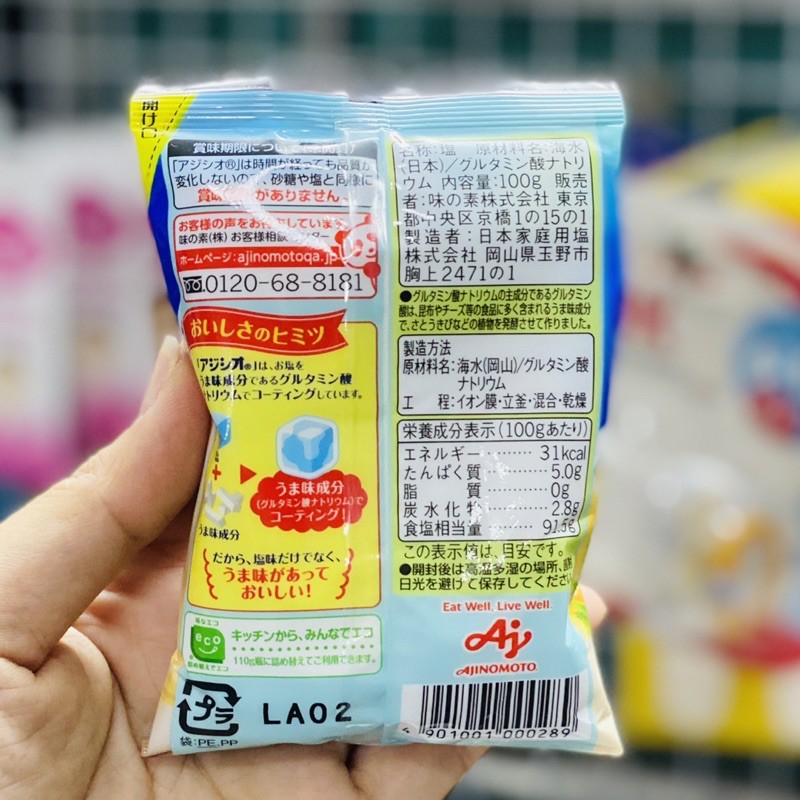 開け口
賞味期限について
「アジシオ®」は時間が経っても品質が
変化しないので、砂糖や塩と同様に
賞味 がありません。
お客様の声をお待ちしています
味の素(株)お客様相談センター
ホームページ:ajinomotoqa.jp
0120-68-8181
おいしさのヒミツ
「アジシオ®」は、お塩を
うま味成分であるグルタミン酸
ナトリウムでコーティングしています。
塩
+
うま味成分
うま味成分
(グルタミン酸ナトリウム)で
コーティング!
だから、塩味だけでなく、
うま味があって
おいしい!
eco
詰め替えでエコ
キッチンから、みんなでエコ
110g瓶に詰め替えてご利用できます。
プラ
袋:PE,PP
LA02
名称:塩 原材料名:海水
(日本)/グルタミン酸ナトリ
ウム 内容量:100g 販売
者:味の素株式会社 東京
都中央区京橋1の15の1
製造者:日本家庭用塩
株式会社 岡山県玉野市
胸上2471の1
●グルタミン酸ナトリウムの主成分であるグルタミン
酸は、昆布やチーズ等の食品に多く含まれるうま味成分
で、さとうきびなどの植物を発酵させて作りました。
製造方法
原材料名:海水(岡山)/グルタミン酸
ナトリウム
工 程:イオン膜・立釜・混合・乾燥
栄養成分表示(100gあたり)
エネルギー……… 31kcal
たんぱく質……… 5.0g
脂 質……… 0g
炭水化物……… 2.8g
食塩相当量……… 91.5g
この表示値は、目安です。
●開封後は高温多湿の場所、直射
日光を避けて保存してください。
Eat Well, Live Well.
Aj
AJINOMOTO
4 901001 000289